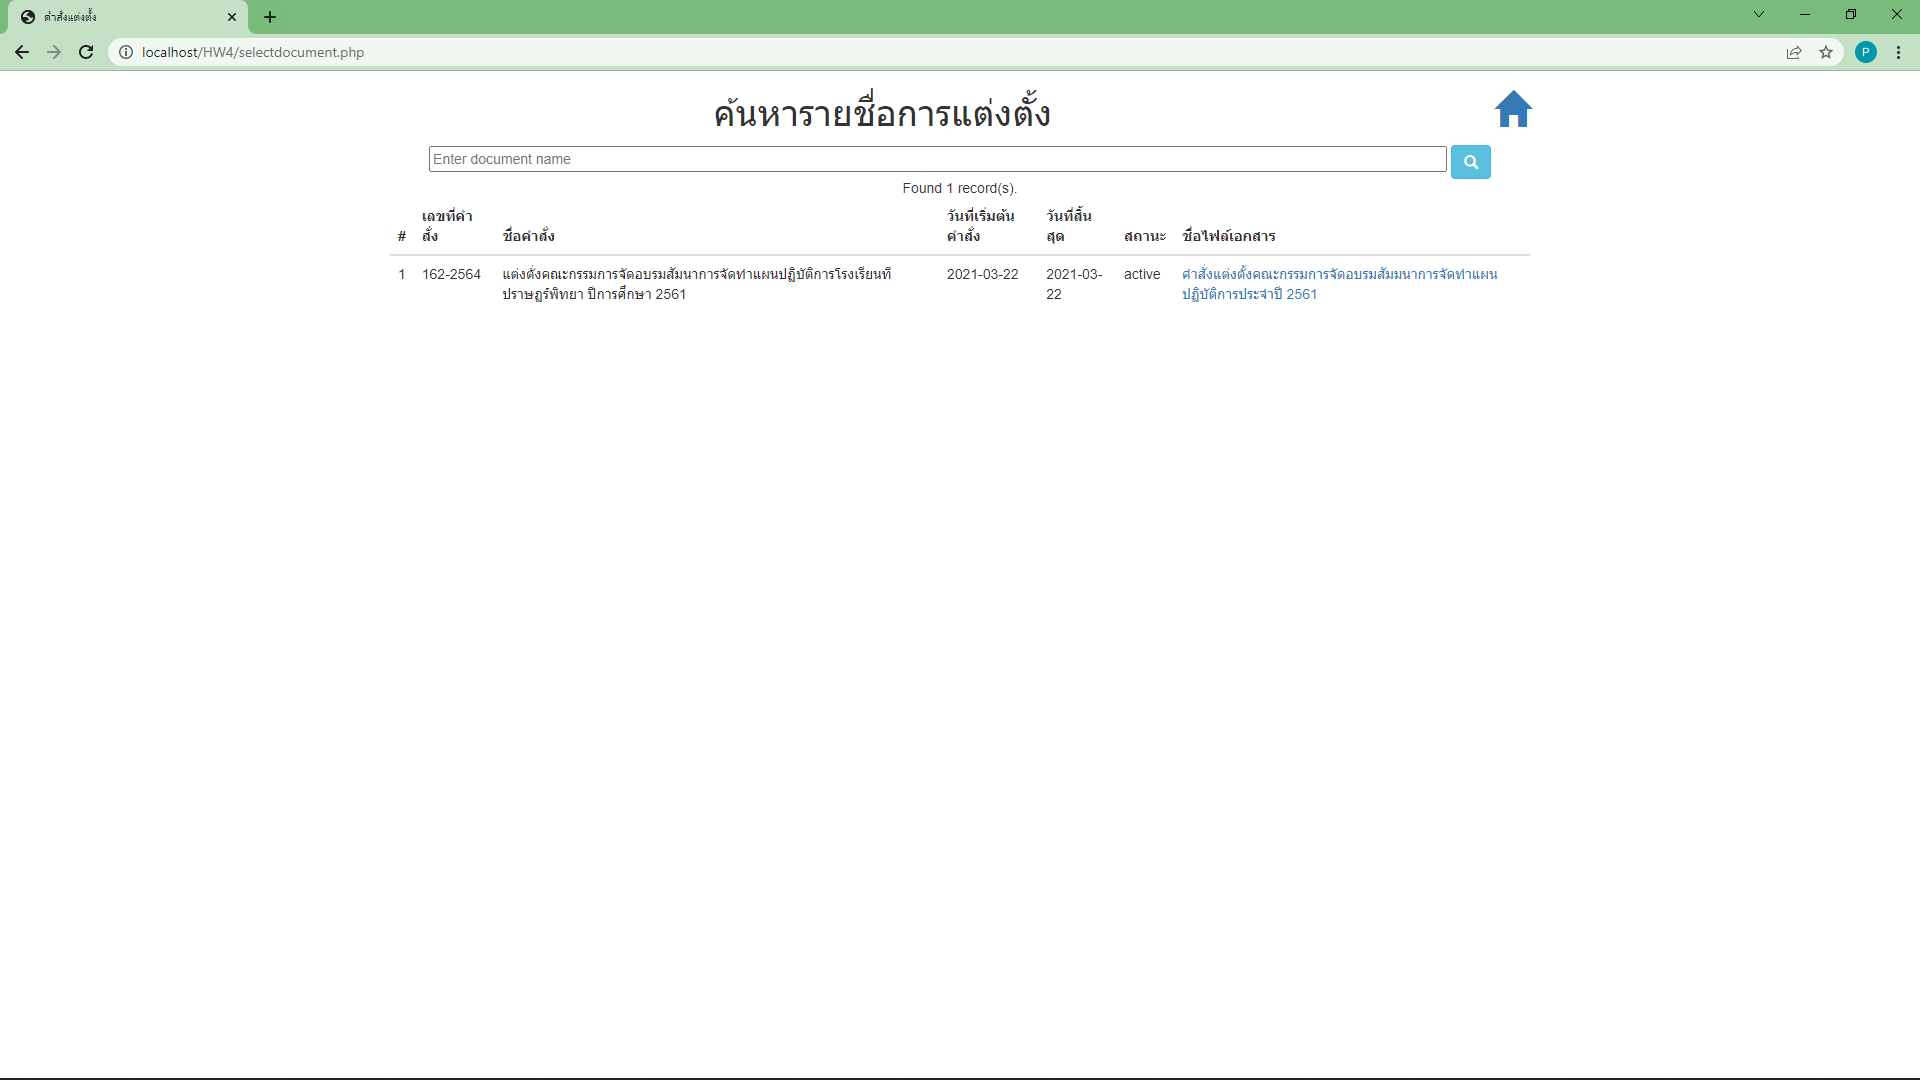 คำสั่งแต่งตั้ง
localhost/HW4/selectdocument.php
P
ค้นหารายชื่อการแต่งตั้ง
Enter document name
Found 1 record(s).
# เลขที่คำ ชื่อคำสั่ง วันที่เริ่มต้น วันที่สิ้น สถานะ ชื่อไฟล์เอกสาร
สั่ง คำสั่ง สุด
1 162-2564 แต่งตั่งคณะกรรมการจัดอบรมสัมนาการจัดทำแผนปฏิบัติการโรงเรียนที 2021-03-22 2021-03- active คำสั่งแต่งตั้งคณะกรรมการจัดอบรมสัมมนาการจัดทำแผน
ปราษฎร์พิทยา ปีการศึกษา 2561 22 ปฏิบัติการประจำปี 2561